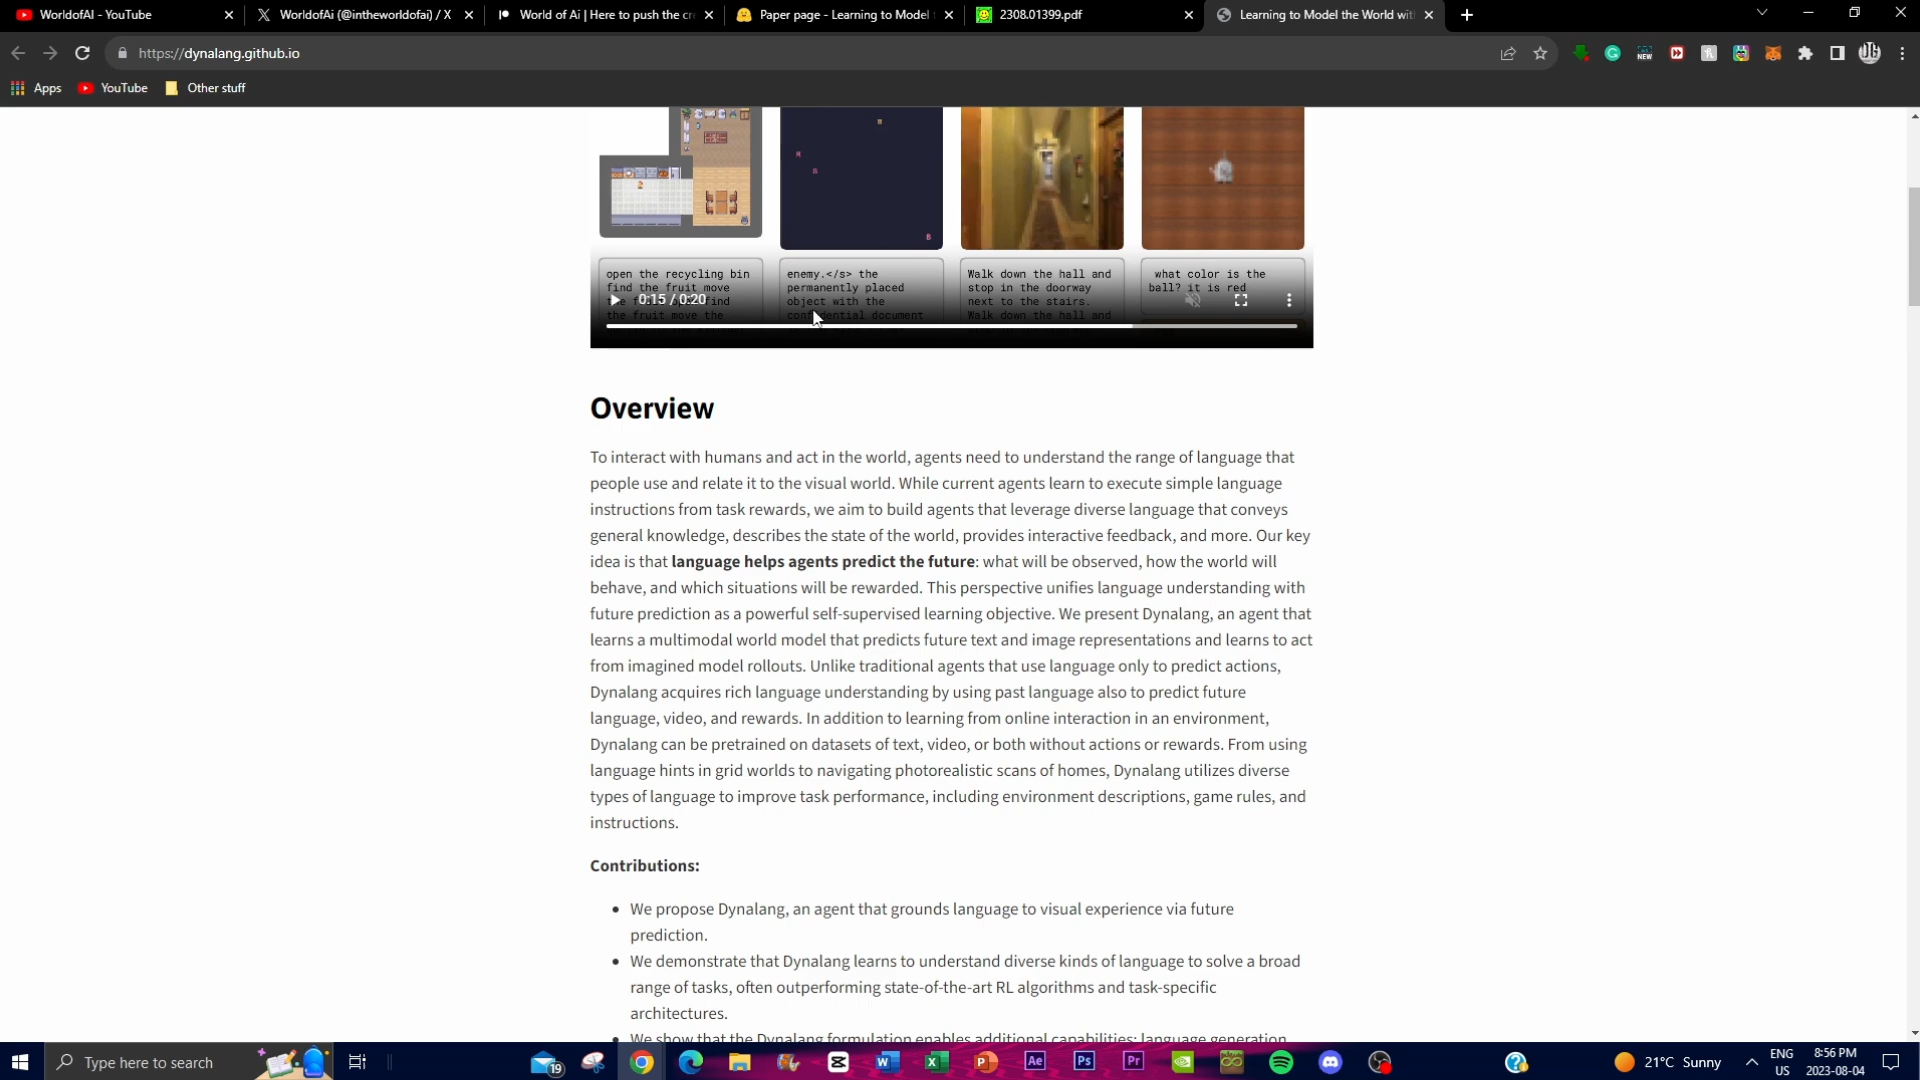 WorldofAI - YouTube
WorldofAi (@intheworldofai) / X
World of Ai | Here to push the cr
Paper page - Learning to Model
2308.01399.pdf
Learning to Model the World wit
https://dynalang.github.io
NEW
Apps
YouTube
Other stuff
open the recycling bin
find the fruit move
the fruit open find
the fruit move the
enemy.</s> the
permanently placed
object with the
confidential document
Walk down the hall and
stop in the doorway
next to the stairs.
Walk down the hall and
what color is the
ball? it is red
0:15 / 0:20
Overview
To interact with humans and act in the world, agents need to understand the range of language that
people use and relate it to the visual world. While current agents learn to execute simple language
instructions from task rewards, we aim to build agents that leverage diverse language that conveys
general knowledge, describes the state of the world, provides interactive feedback, and more. Our key
idea is that language helps agents predict the future: what will be observed, how the world will
behave, and which situations will be rewarded. This perspective unifies language understanding with
future prediction as a powerful self-supervised learning objective. We present Dynalang, an agent that
learns a multimodal world model that predicts future text and image representations and learns to act
from imagined model rollouts. Unlike traditional agents that use language only to predict actions,
Dynalang acquires rich language understanding by using past language also to predict future
language, video, and rewards. In addition to learning from online interaction in an environment,
Dynalang can be pretrained on datasets of text, video, or both without actions or rewards. From using
language hints in grid worlds to navigating photorealistic scans of homes, Dynalang utilizes diverse
types of language to improve task performance, including environment descriptions, game rules, and
instructions.
Contributions:
• We propose Dynalang, an agent that grounds language to visual experience via future
prediction.
• We demonstrate that Dynalang learns to understand diverse kinds of language to solve a broad
range of tasks, often outperforming state-of-the-art RL algorithms and task-specific
architectures.
• We show that the Dynalang formulation enables additional capabilities: language generation
Type here to search
19
Ae
Ps
Pr
21°C Sunny
ENG
US
8:56 PM
2023-08-04